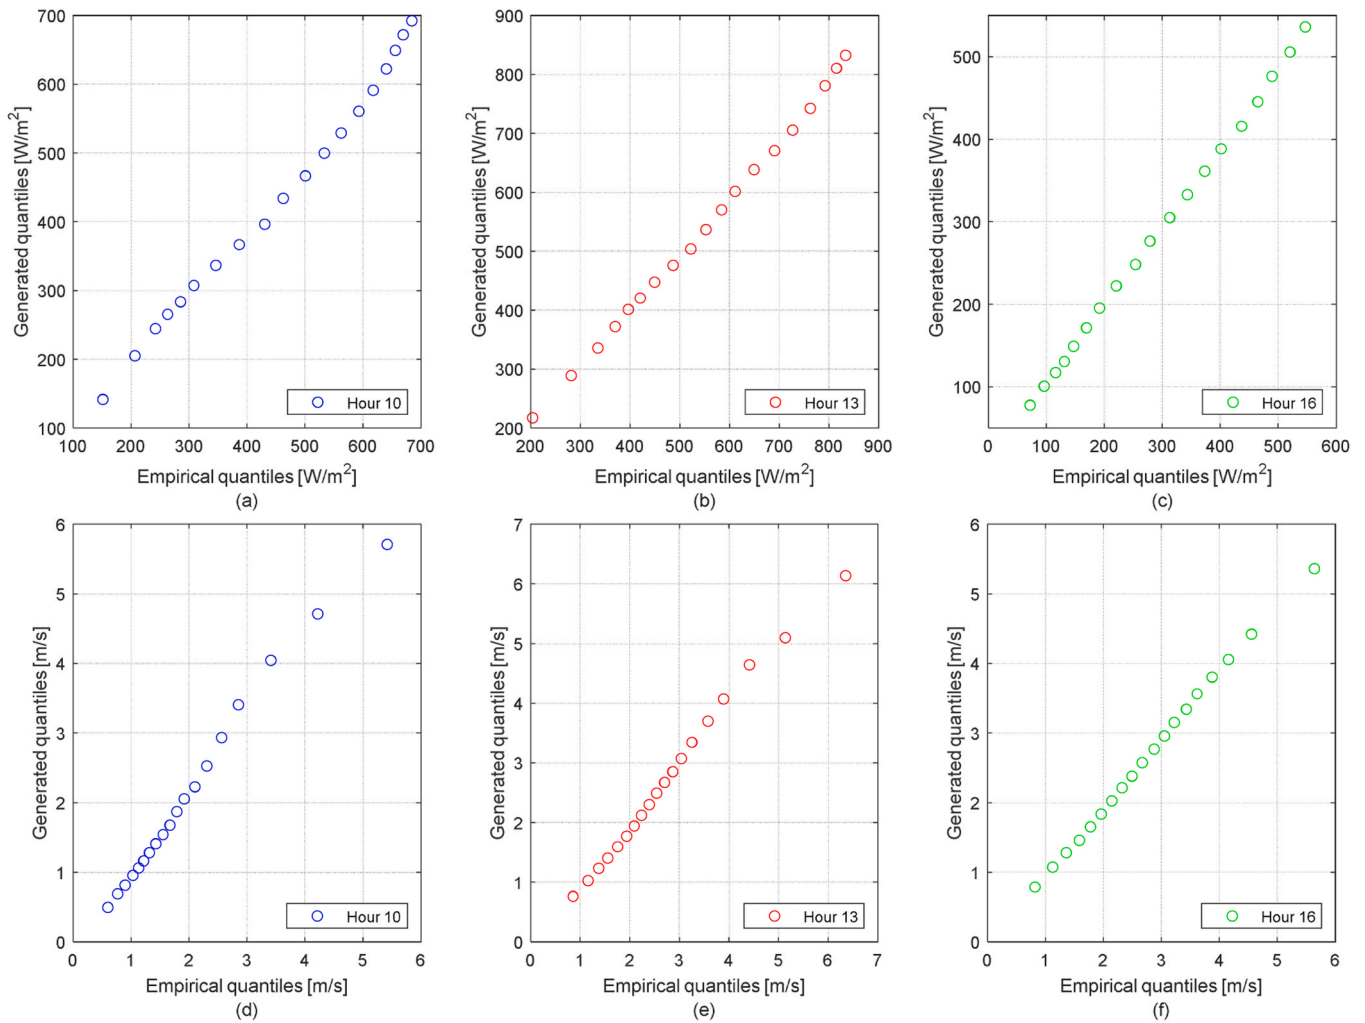 700
600
500
400
300
200
100
Generated quantiles [W/m²]
100 200 300 400 500 600 700
Empirical quantiles [W/m²]
(a)
Hour 10
900
800
700
600
500
400
300
200
Generated quantiles [W/m²]
200 300 400 500 600 700 800 900
Empirical quantiles [W/m²]
(b)
Hour 13
500
400
300
200
100
Generated quantiles [W/m²]
0 100 200 300 400 500 600
Empirical quantiles [W/m²]
(c)
Hour 16
6
5
4
3
2
1
0
Generated quantiles [m/s]
0 1 2 3 4 5 6
Empirical quantiles [m/s]
(d)
Hour 10
7
6
5
4
3
2
1
0
Generated quantiles [m/s]
0 1 2 3 4 5 6 7
Empirical quantiles [m/s]
(e)
Hour 13
6
5
4
3
2
1
0
Generated quantiles [m/s]
0 1 2 3 4 5 6
Empirical quantiles [m/s]
(f)
Hour 16